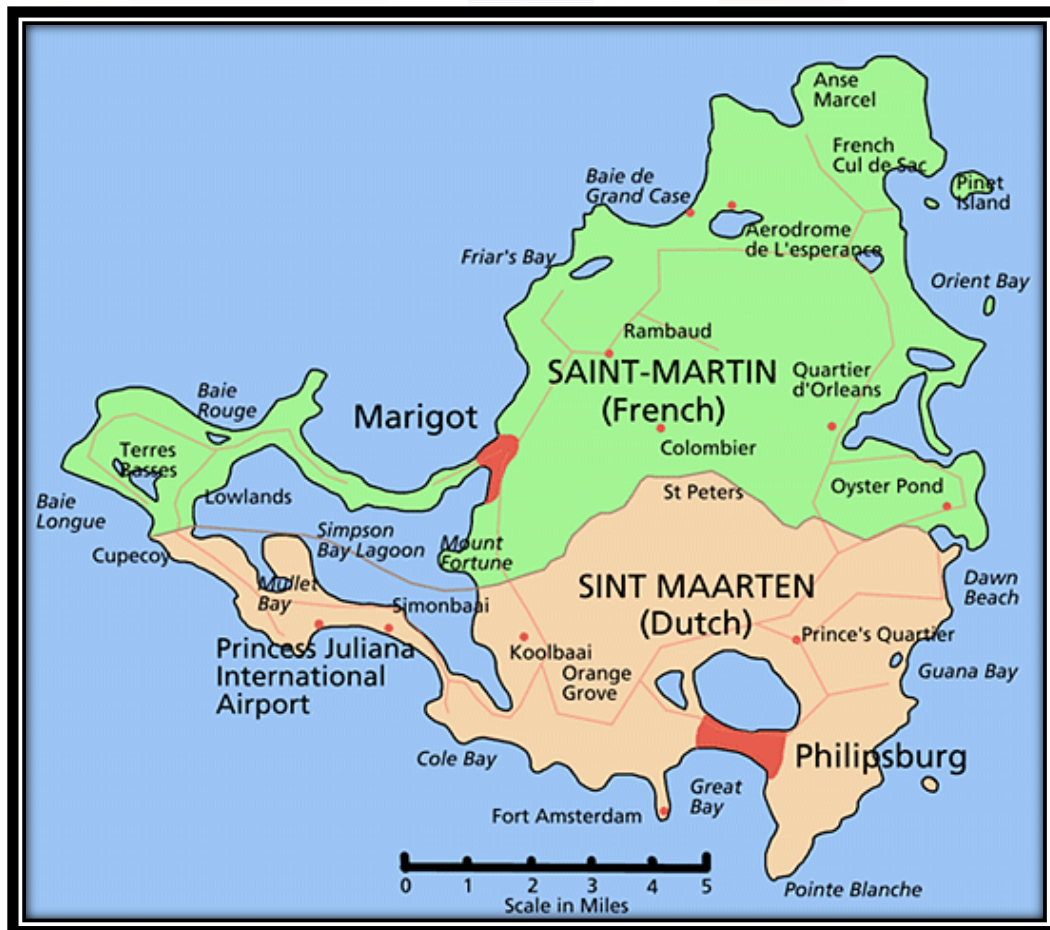 Anse
Marcel
French
Cul de Sac
Baie de
Grand Case
Pinet
Island
Aerodrome
de L'esperance
Friar's Bay
Orient Bay
Rambaud
SAINT-MARTIN
(French)
Quartier
d'Orleans
Baie
Rouge
Marigot
Colombier
Terres
Basses
St Peters
Oyster Pond
Lowlands
Baie
Longue
Simpson
Bay Lagoon
Mount
Fortune
Cupecoy
Mullet
Bay
SINT MAARTEN
(Dutch)
Dawn
Beach
Simonbaai
Prince's Quartier
Princess Juliana
International
Airport
Koolbaai
Orange
Grove
Guana Bay
Cole Bay
Philipsburg
Great
Bay
Fort Amsterdam
0 1 2 3 4 5
Scale in Miles
Pointe Blanche